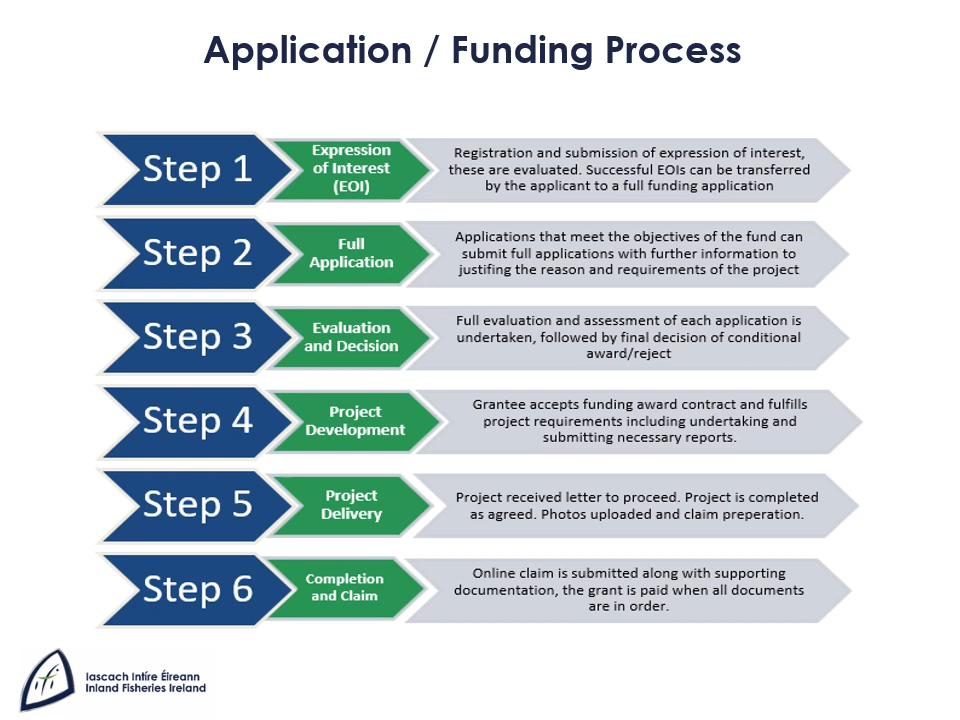 Application / Funding Process
Step 1
Expression
of Interest
(EOI)
Registration and submission of expression of interest,
these are evaluated. Successful EOIs can be transferred
by the applicant to a full funding application
Step 2
Full
Application
Applications that meet the objectives of the fund can
submit full applications with further information to
justifing the reason and requirements of the project
Step 3
Evaluation
and Decision
Full evaluation and assessment of each application is
undertaken, followed by final decision of conditional
award/reject
Step 4
Project
Development
Grantee accepts funding award contract and fulfills
project requirements including undertaking and
submitting necessary reports.
Step 5
Project
Delivery
Project received letter to proceed. Project is completed
as agreed. Photos uploaded and claim preperation.
Step 6
Completion
and Claim
Online claim is submitted along with supporting
documentation, the grant is paid when all documents
are in order.
ifi
Iascach Intíre Éireann
Inland Fisheries Ireland